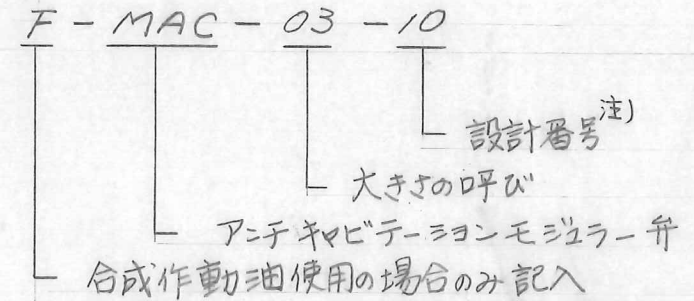 F - MAC - 03 - 10
設計番号注)
大きさの呼び
アンチキャビテーションモジュラー弁
合成作動油使用の場合のみ記入